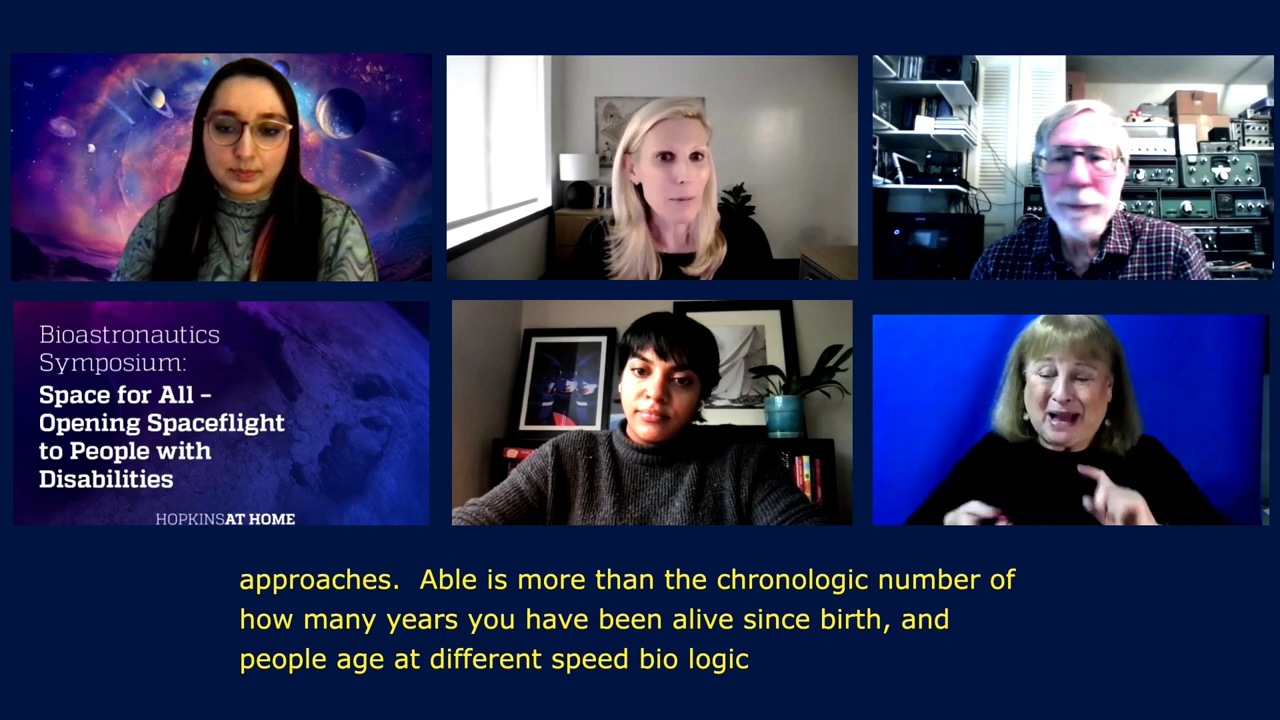 Bioastronautics
Symposium:
Space for All –
Opening Spaceflight
to People with
Disabilities
HOPKINSAT HOME
approaches.  Able is more than the chronologic number of
how many years you have been alive since birth, and
people age at different speed bio logic